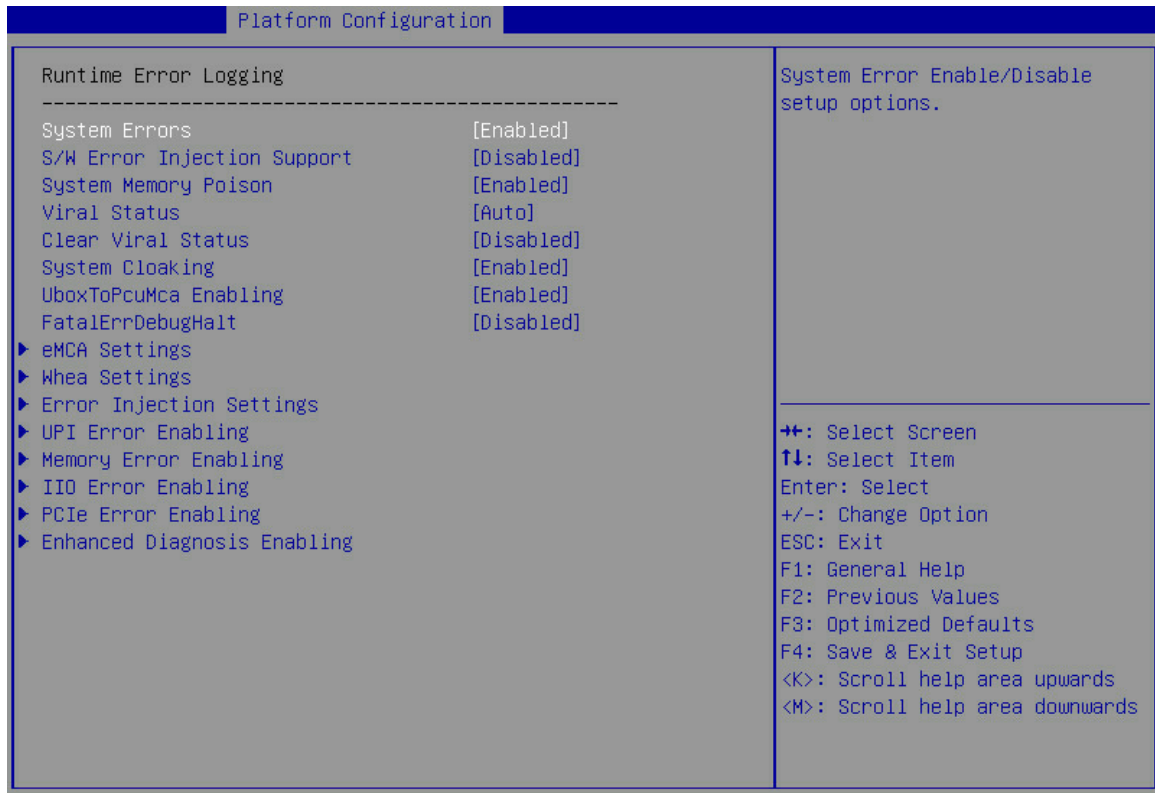 Platform Configuration
Runtime Error Logging
--------------------------------------------------
System Errors [Enabled]
S/W Error Injection Support [Disabled]
System Memory Poison [Enabled]
Viral Status [Auto]
Clear Viral Status [Disabled]
System Cloaking [Enabled]
UboxToPcuMca Enabling [Enabled]
FatalErrDebugHalt [Disabled]
▶ eMCA Settings
▶ Whea Settings
▶ Error Injection Settings
▶ UPI Error Enabling
▶ Memory Error Enabling
▶ IIO Error Enabling
▶ PCIe Error Enabling
▶ Enhanced Diagnosis Enabling
System Error Enable/Disable
setup options.
→←: Select Screen
↑↓: Select Item
Enter: Select
+/-: Change Option
ESC: Exit
F1: General Help
F2: Previous Values
F3: Optimized Defaults
F4: Save & Exit Setup
<K>: Scroll help area upwards
<M>: Scroll help area downwards